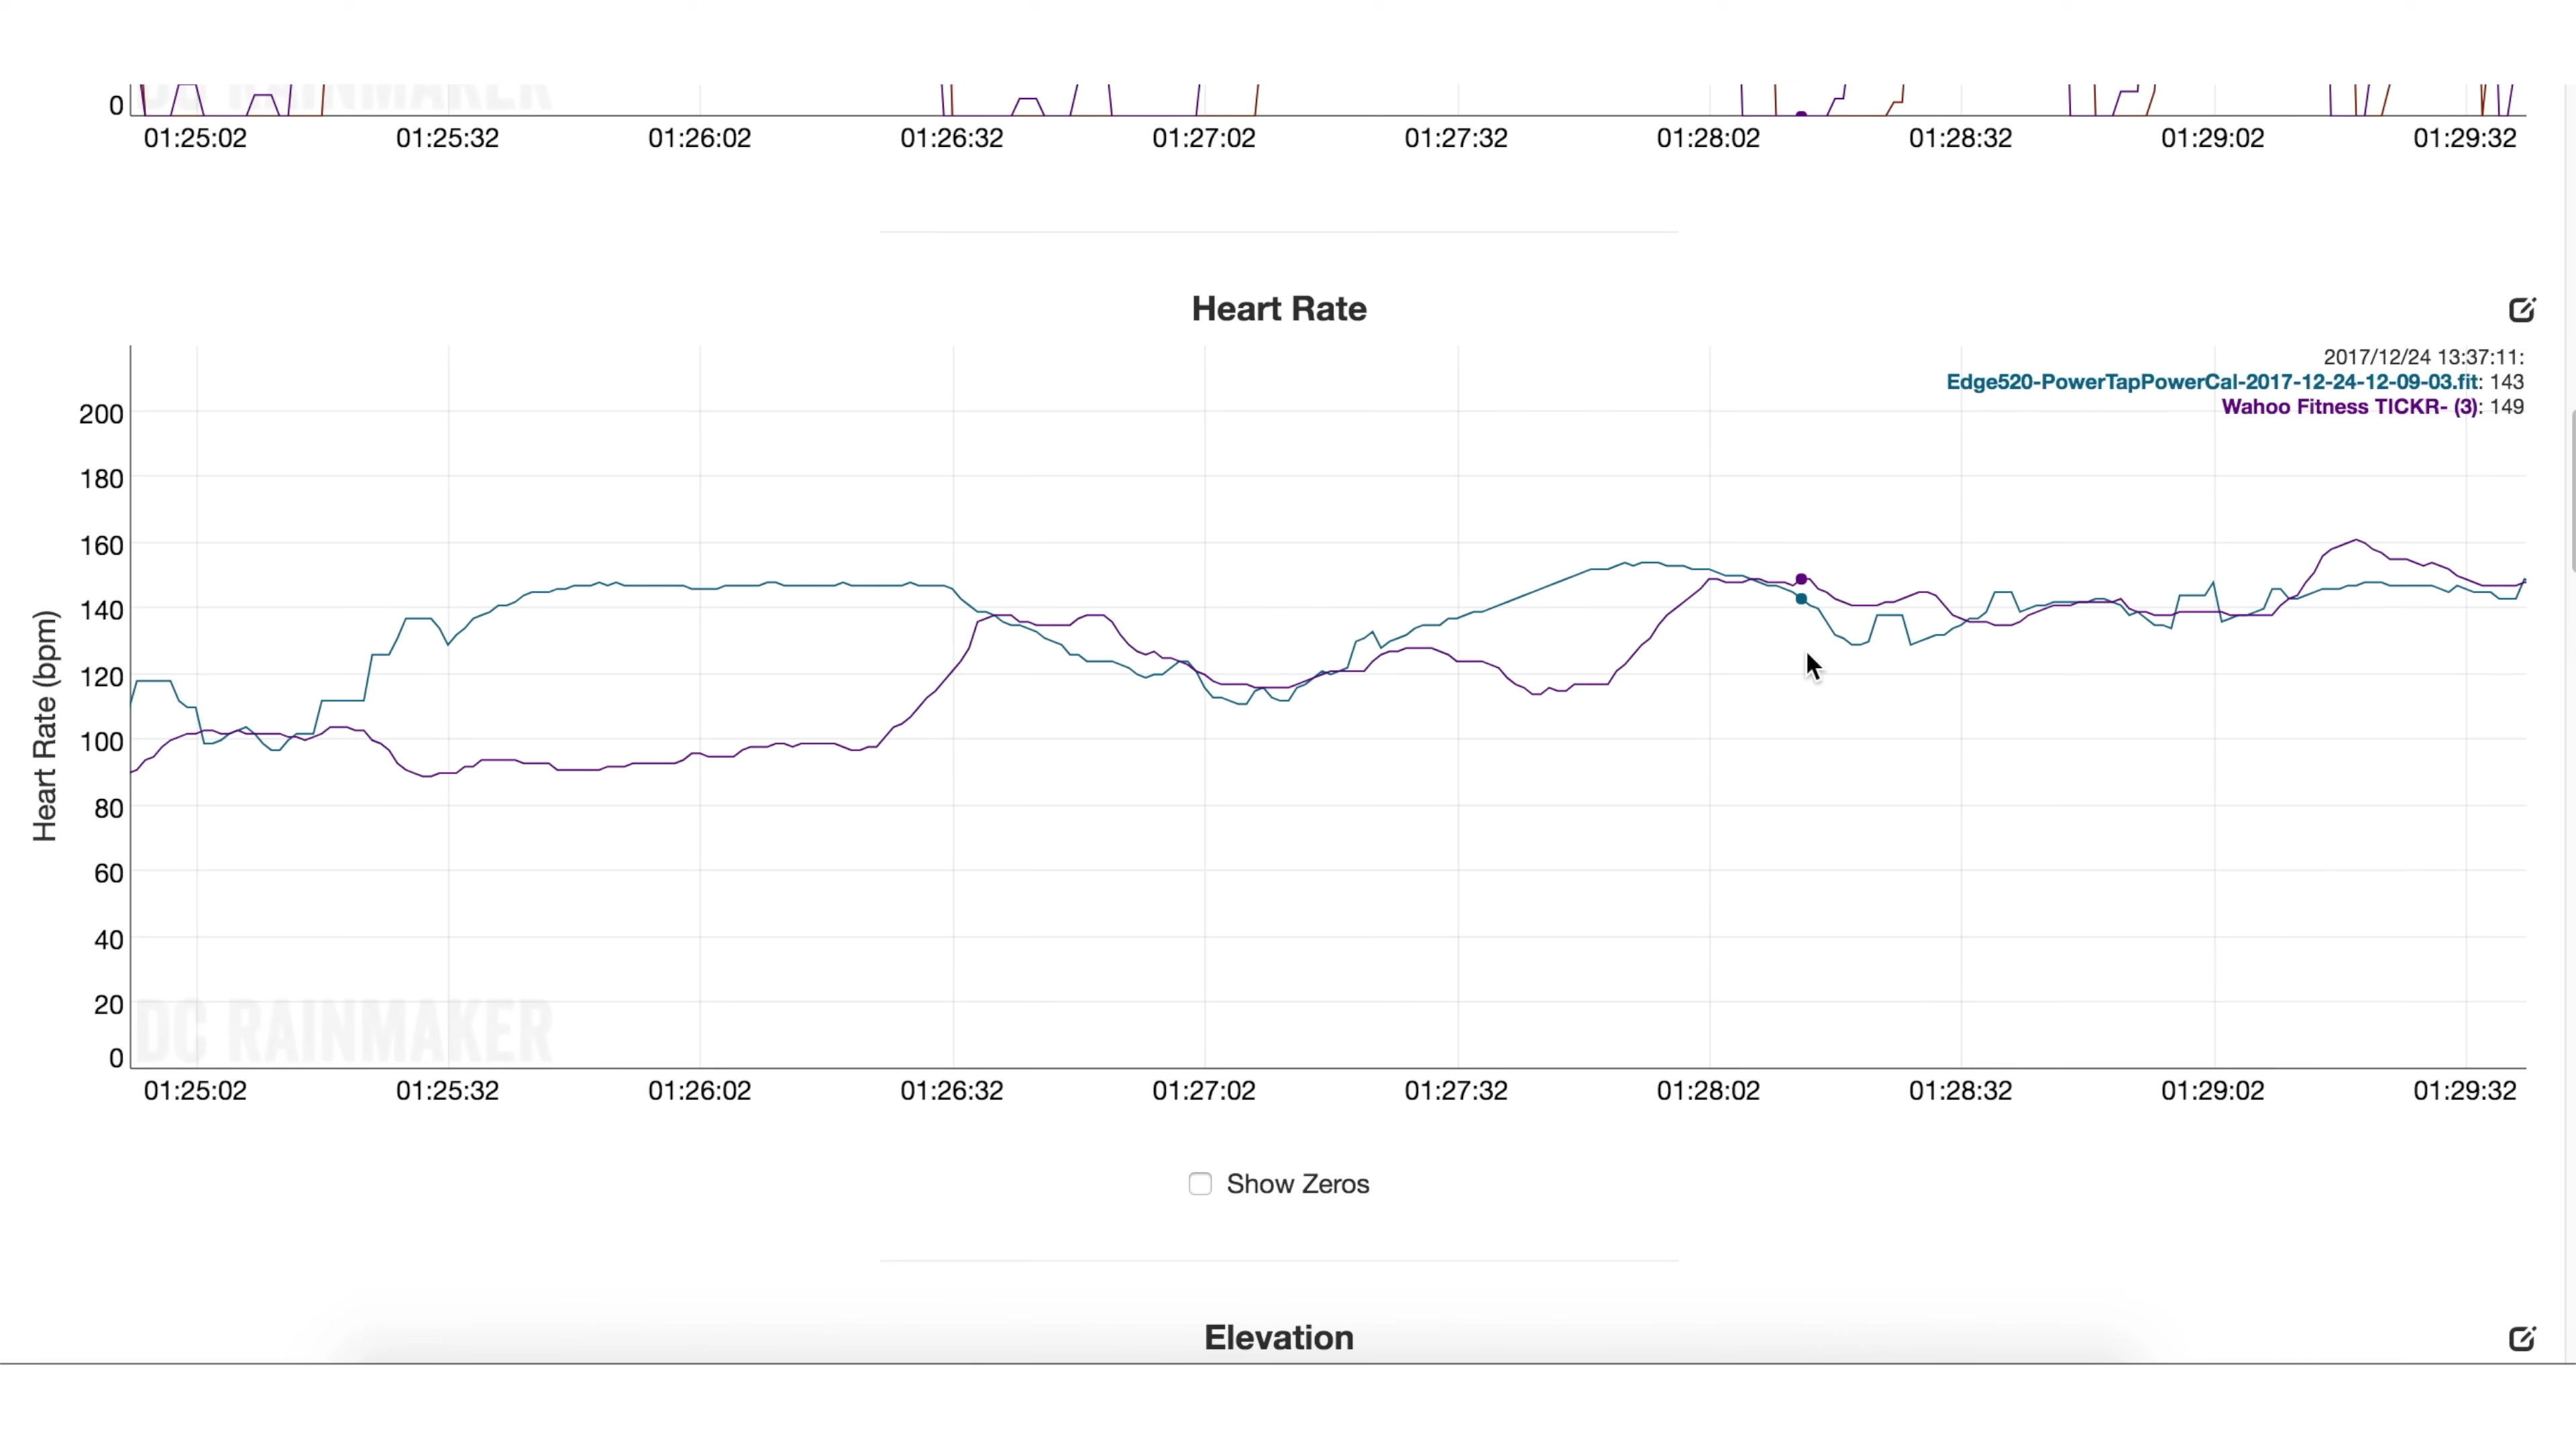 0
DC RAINMAKER
01:25:02 01:25:32 01:26:02 01:26:32 01:27:02 01:27:32 01:28:02 01:28:32 01:29:02 01:29:32
Heart Rate
2017/12/24 13:37:11:
Edge520-PowerTapPowerCal-2017-12-24-12-09-03.fit: 143
Wahoo Fitness TICKR- (3): 149
200
180
160
140
120
100
80
60
40
20
0
Heart Rate (bpm)
DC RAINMAKER
01:25:02 01:25:32 01:26:02 01:26:32 01:27:02 01:27:32 01:28:02 01:28:32 01:29:02 01:29:32
Show Zeros
Elevation